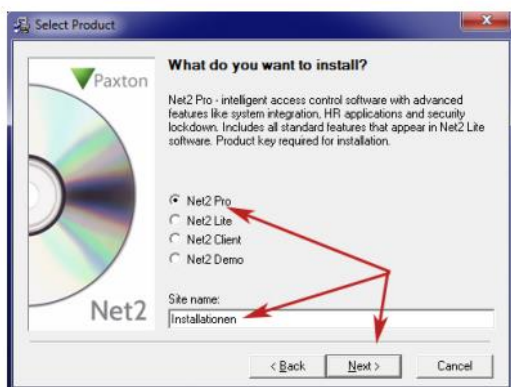 Select Product
Paxton
Net2
What do you want to install?
Net2 Pro - intelligent access control software with advanced
features like system integration, HR applications and security
lockdown. Includes all standard features that appear in Net2 Lite
software. Product key required for installation.
Net2 Pro
Net2 Lite
Net2 Client
Net2 Demo
Site name:
Installationen
< Back
Next >
Cancel